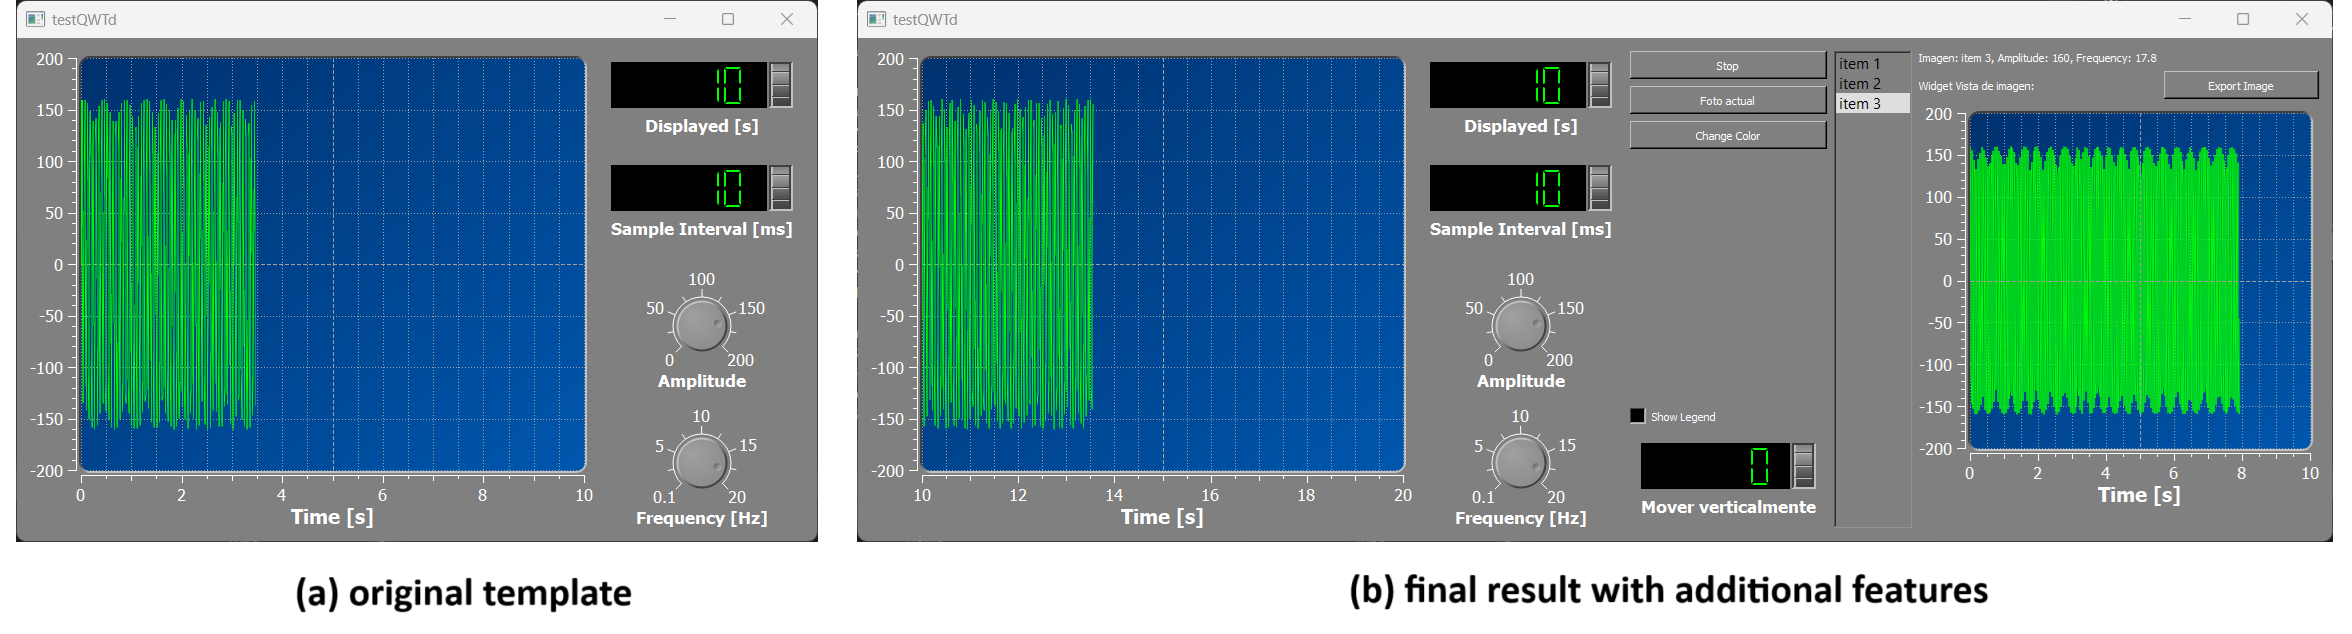 testQWTd
200
150
100
50
0
-50
-100
-150
-200
0 2 4 6 8 10
Time [s]
10
Displayed [s]
10
Sample Interval [ms]
100
50 150
0 200
Amplitude
10
5 15
0.1 20
Frequency [Hz]
(a) original template
testQWTd
200
150
100
50
0
-50
-100
-150
-200
10 12 14 16 18 20
Time [s]
10
Displayed [s]
10
Sample Interval [ms]
100
50 150
0 200
Amplitude
10
5 15
0.1 20
Frequency [Hz]
Stop
Foto actual
Change Color
Show Legend
0
Mover verticalmente
item 1
item 2
item 3
Imagen: item 3, Amplitude: 160, Frequency: 17.8
Widget Vista de imagen:
Export Image
200
150
100
50
0
-50
-100
-150
-200
0 2 4 6 8 10
Time [s]
(b) final result with additional features